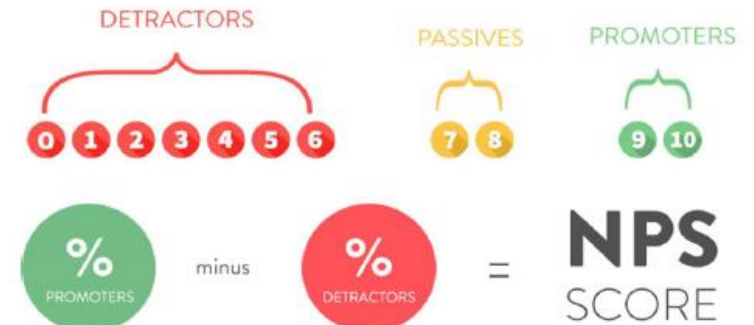 DETRACTORS
PASSIVES
PROMOTERS
0 1 2 3 4 5 6
7 8
9 10
% PROMOTERS
minus
% DETRACTORS
=
NPS
SCORE